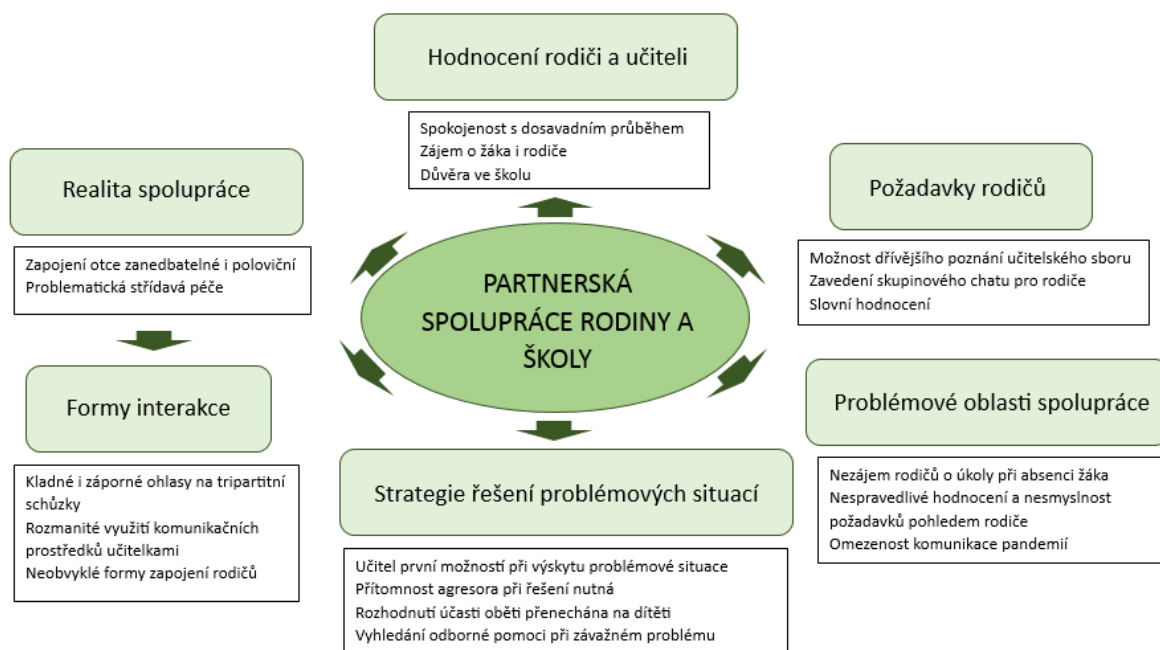 Hodnocení rodiči a učiteli
Spokojenost s dosavadním průběhem
Zájem o žáka i rodiče
Důvěra ve školu
Realita spolupráce
Zapojení otce zanedbatelné i poloviční
Problematická střídavá péče
Požadavky rodičů
Možnost dřívějšího poznání učitelského sboru
Zavedení skupinového chatu pro rodiče
Slovní hodnocení
PARTNERSKÁ
SPOLUPRÁCE RODINY A
ŠKOLY
Formy interakce
Kladné i záporné ohlasy na tripartitní
schůzky
Rozmanité využití komunikačních
prostředků učitelkami
Neobvyklé formy zapojení rodičů
Strategie řešení problémových situací
Učitel první možností při výskytu problémové situace
Přítomnost agresora při řešení nutná
Rozhodnutí účasti oběti přenechána na dítěti
Vyhledání odborné pomoci při závažném problému
Problémové oblasti spolupráce
Nezájem rodičů o úkoly při absenci žáka
Nespravedlivé hodnocení a nesmyslnost
požadavků pohledem rodiče
Omezenost komunikace pandemií